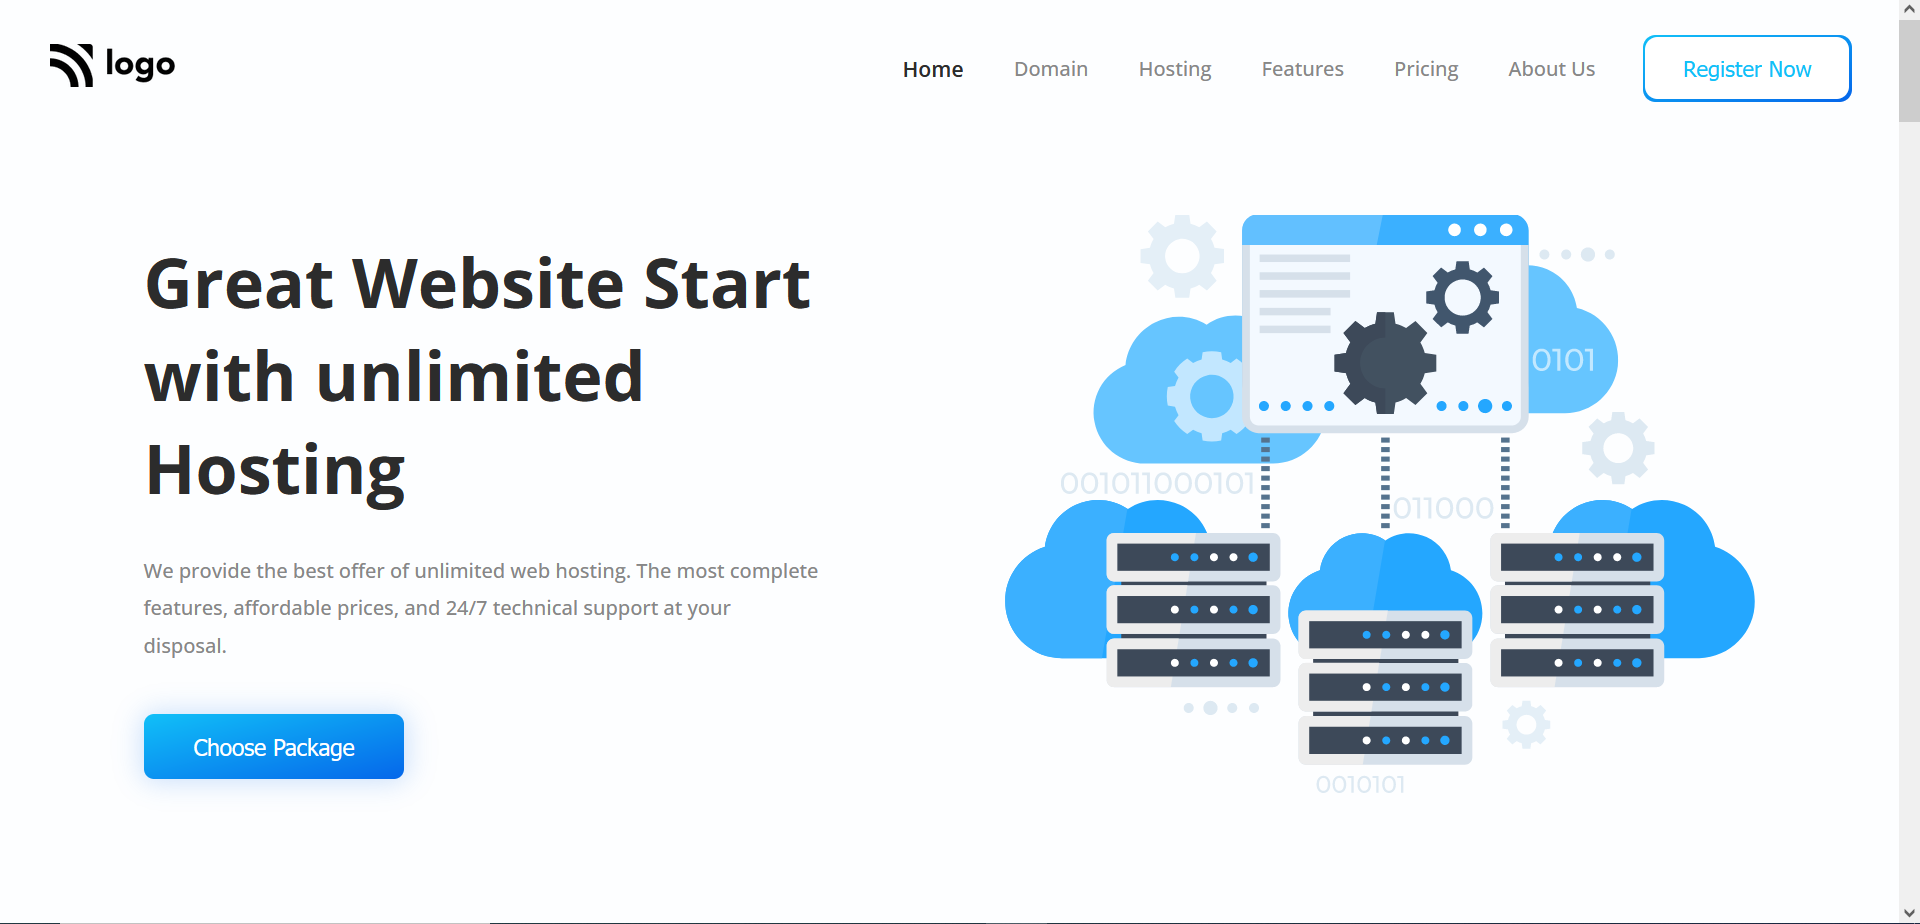 logo
Home Domain Hosting Features Pricing About Us Register Now
Great Website Start
with unlimited
Hosting
We provide the best offer of unlimited web hosting. The most complete
features, affordable prices, and 24/7 technical support at your
disposal.
Choose Package
0101
001011000101
011000
0010101